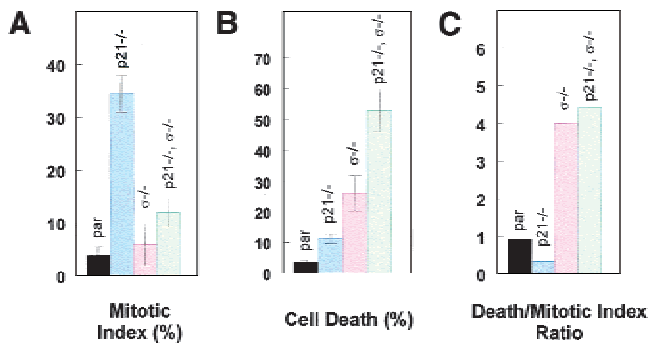 A
40
30
20
10
0
par
p21-/-
σ-/-
p21-/-, σ-/-
Mitotic
Index (%)
B
70
60
50
40
30
20
10
0
par
p21-/-
σ-/-
p21-/-, σ-/-
Cell Death (%)
C
6
5
4
3
2
1
0
par
p21-/-
σ-/-
p21-/-, σ-/-
Death/Mitotic Index
Ratio